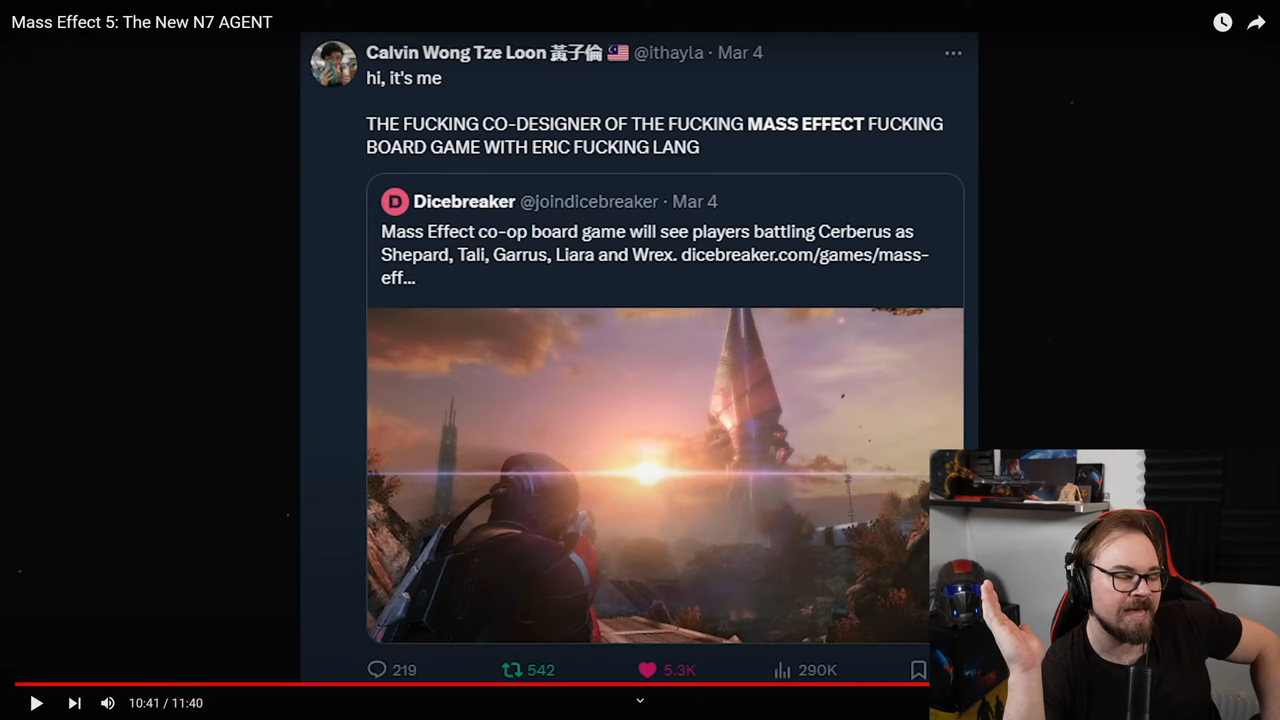 Mass Effect 5: The New N7 AGENT
Calvin Wong Tze Loon 黃子倫 @ithayla · Mar 4
hi, it's me
THE FUCKING CO-DESIGNER OF THE FUCKING MASS EFFECT FUCKING
BOARD GAME WITH ERIC FUCKING LANG
D Dicebreaker @joindicebreaker · Mar 4
Mass Effect co-op board game will see players battling Cerberus as
Shepard, Tali, Garrus, Liara and Wrex. dicebreaker.com/games/mass-
eff...
219 542 5.3K 290K
10:41 / 11:40